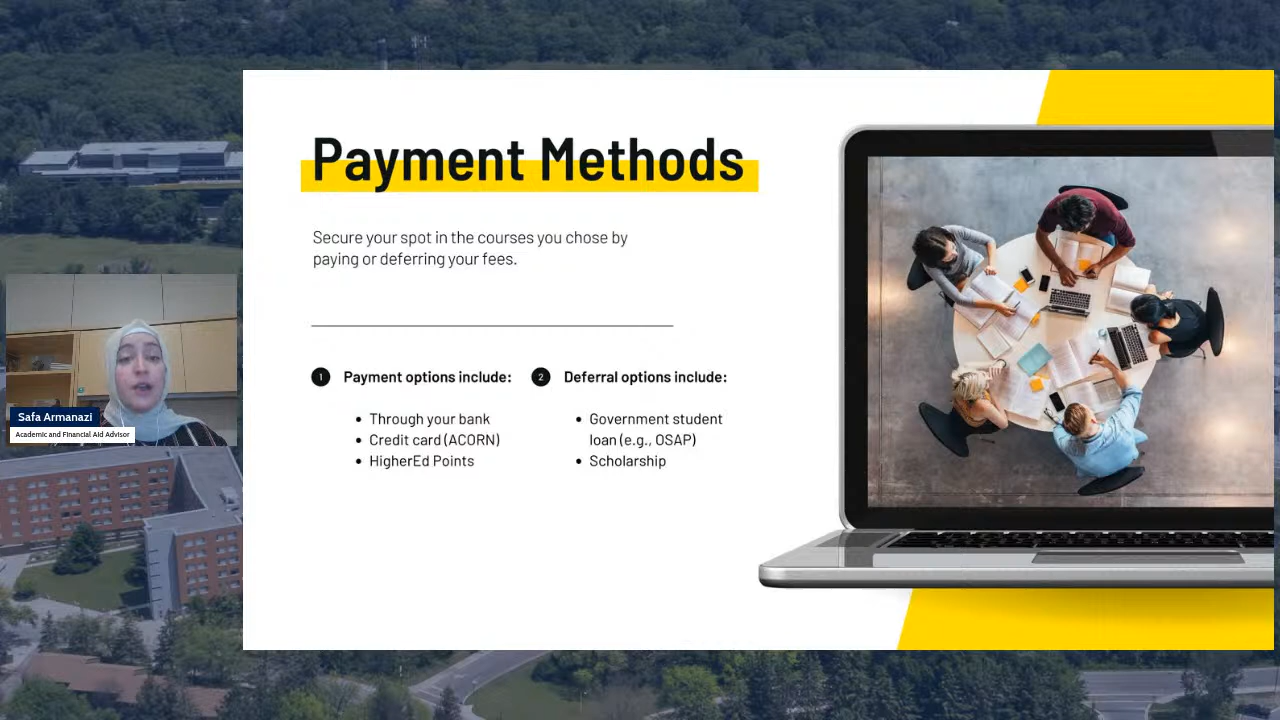 Payment Methods
Secure your spot in the courses you chose by
paying or deferring your fees.
1 Payment options include:
• Through your bank
• Credit card (ACORN)
• HigherEd Points
2 Deferral options include:
• Government student
loan (e.g., OSAP)
• Scholarship
Safa Armanazi
Academic and Financial Aid Advisor